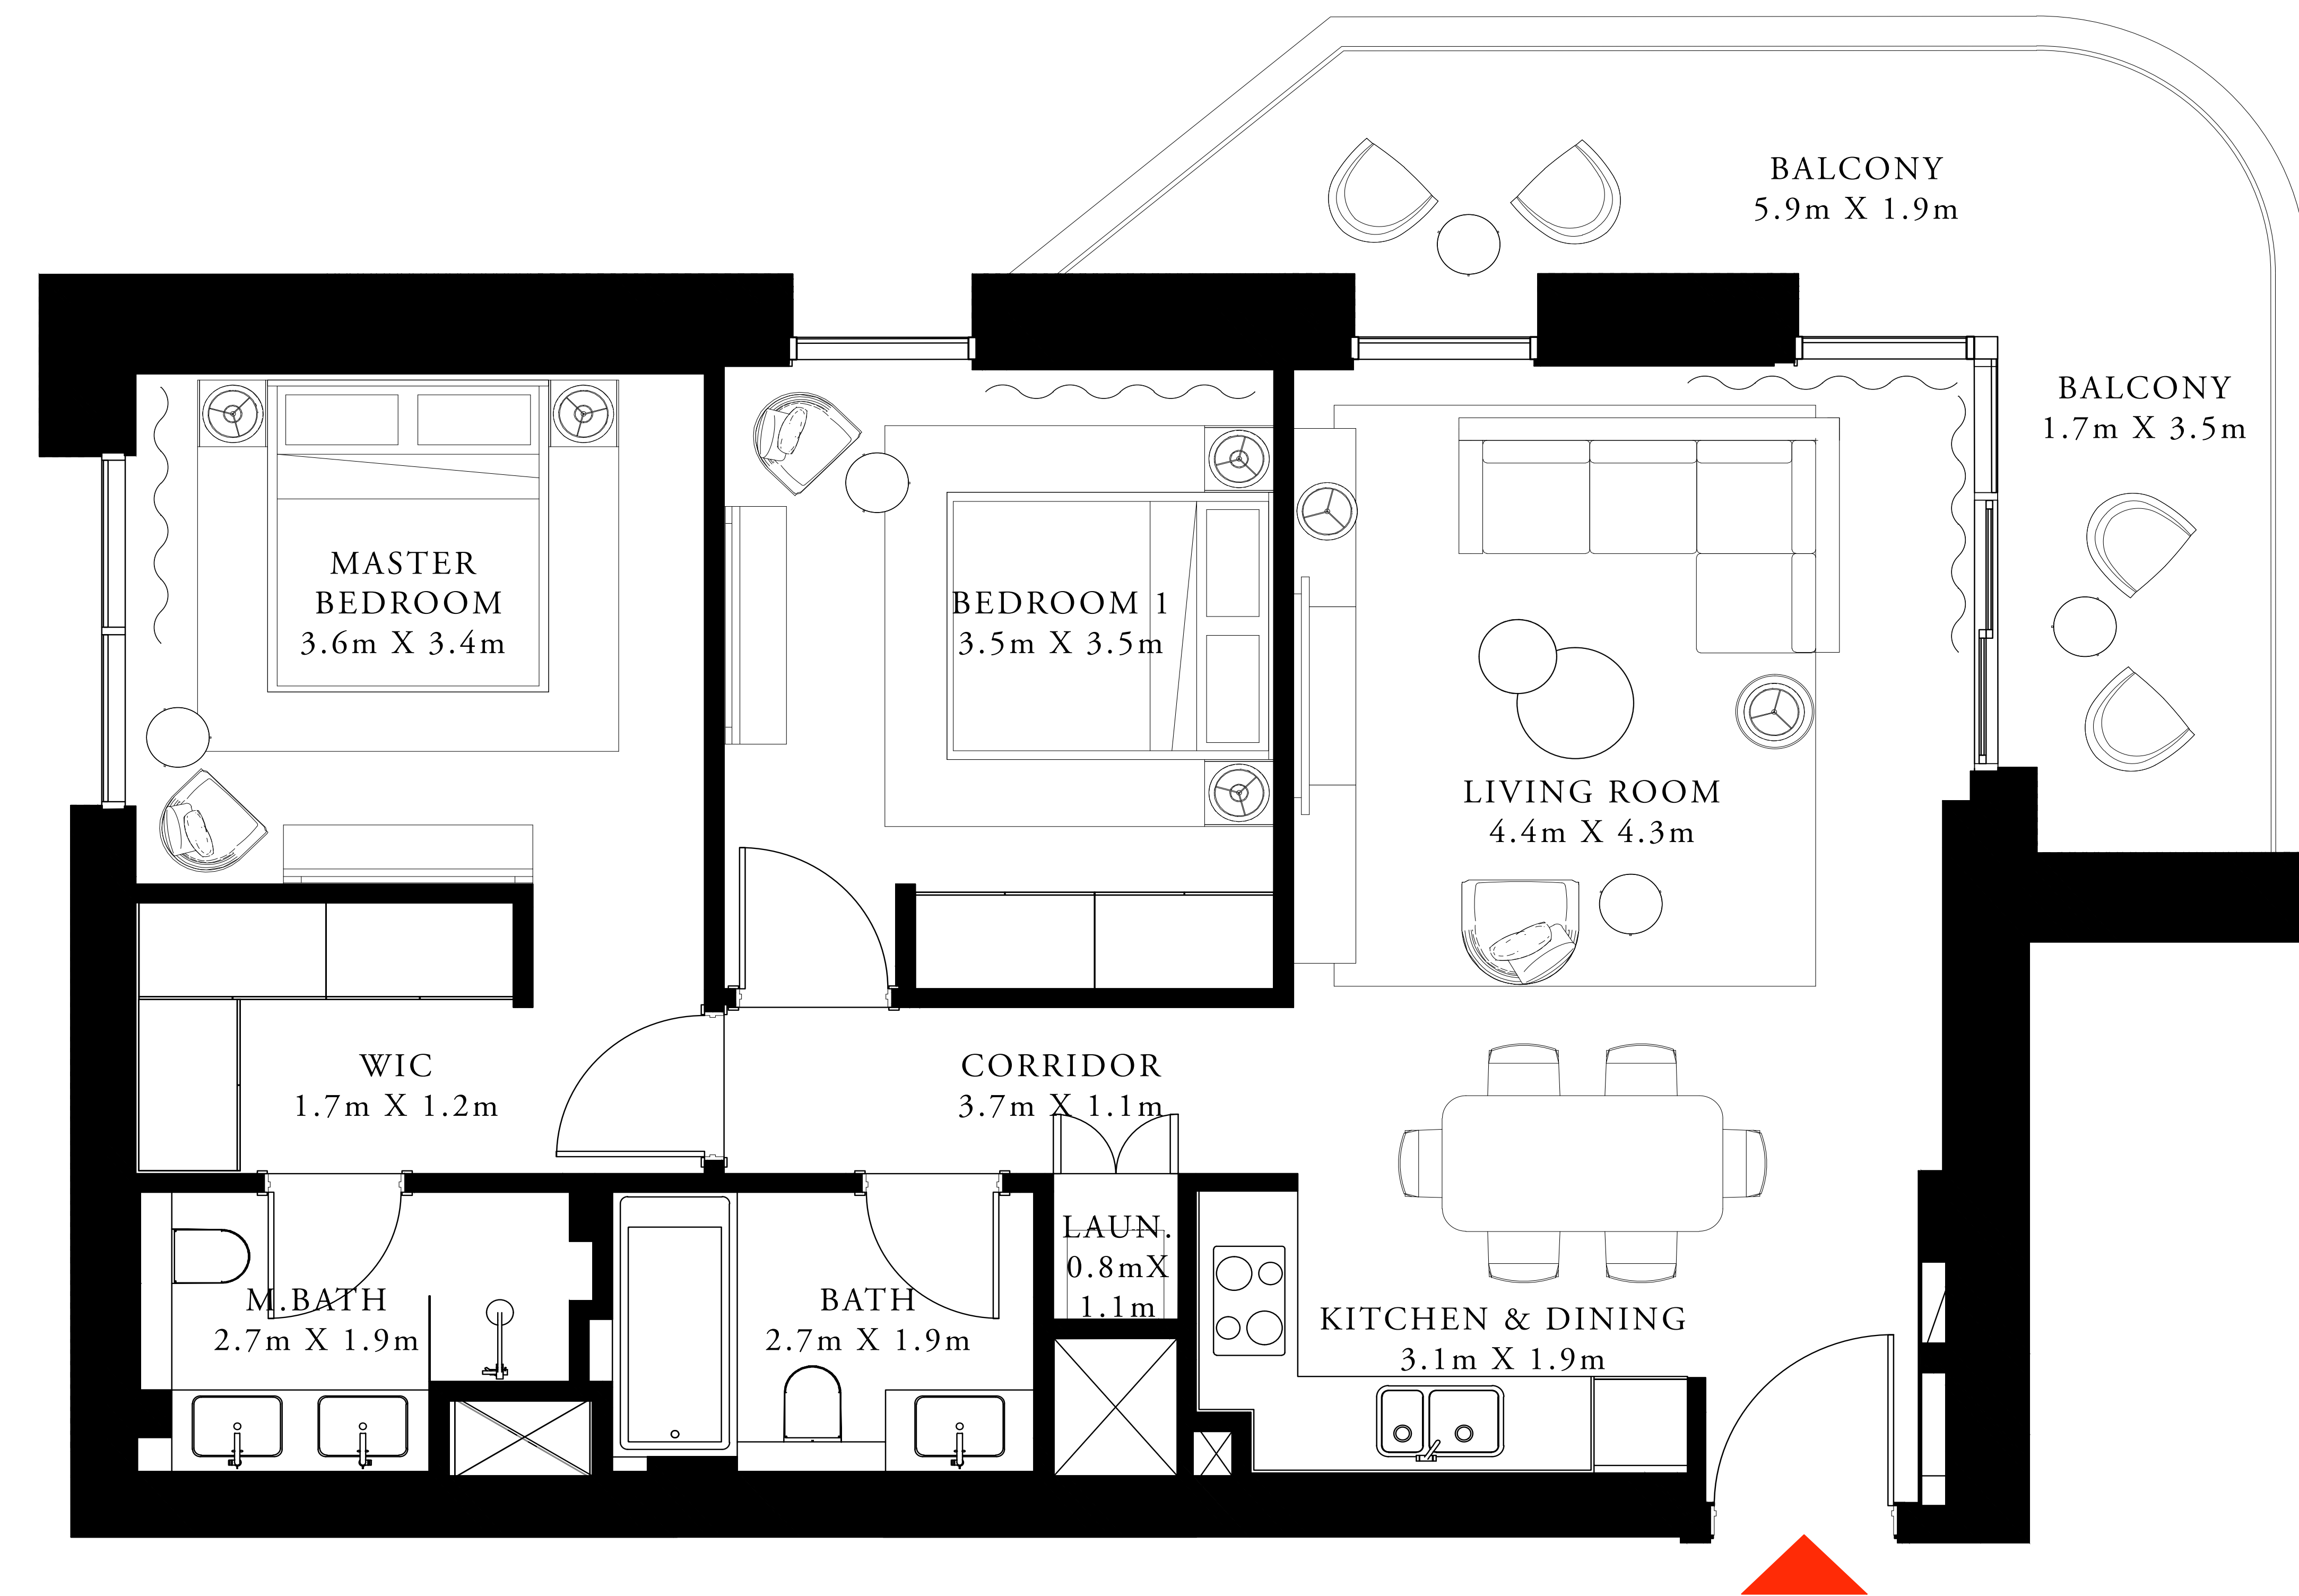 BALCONY
5.9m X 1.9m
BALCONY
1.7m X 3.5m
MASTER
BEDROOM
3.6m X 3.4m
BEDROOM 1
3.5m X 3.5m
LIVING ROOM
4.4m X 4.3m
WIC
1.7m X 1.2m
CORRIDOR
3.7m X 1.1m
M.BATH
2.7m X 1.9m
BATH
2.7m X 1.9m
LAUN.
0.8mX
1.1m
KITCHEN & DINING
3.1m X 1.9m